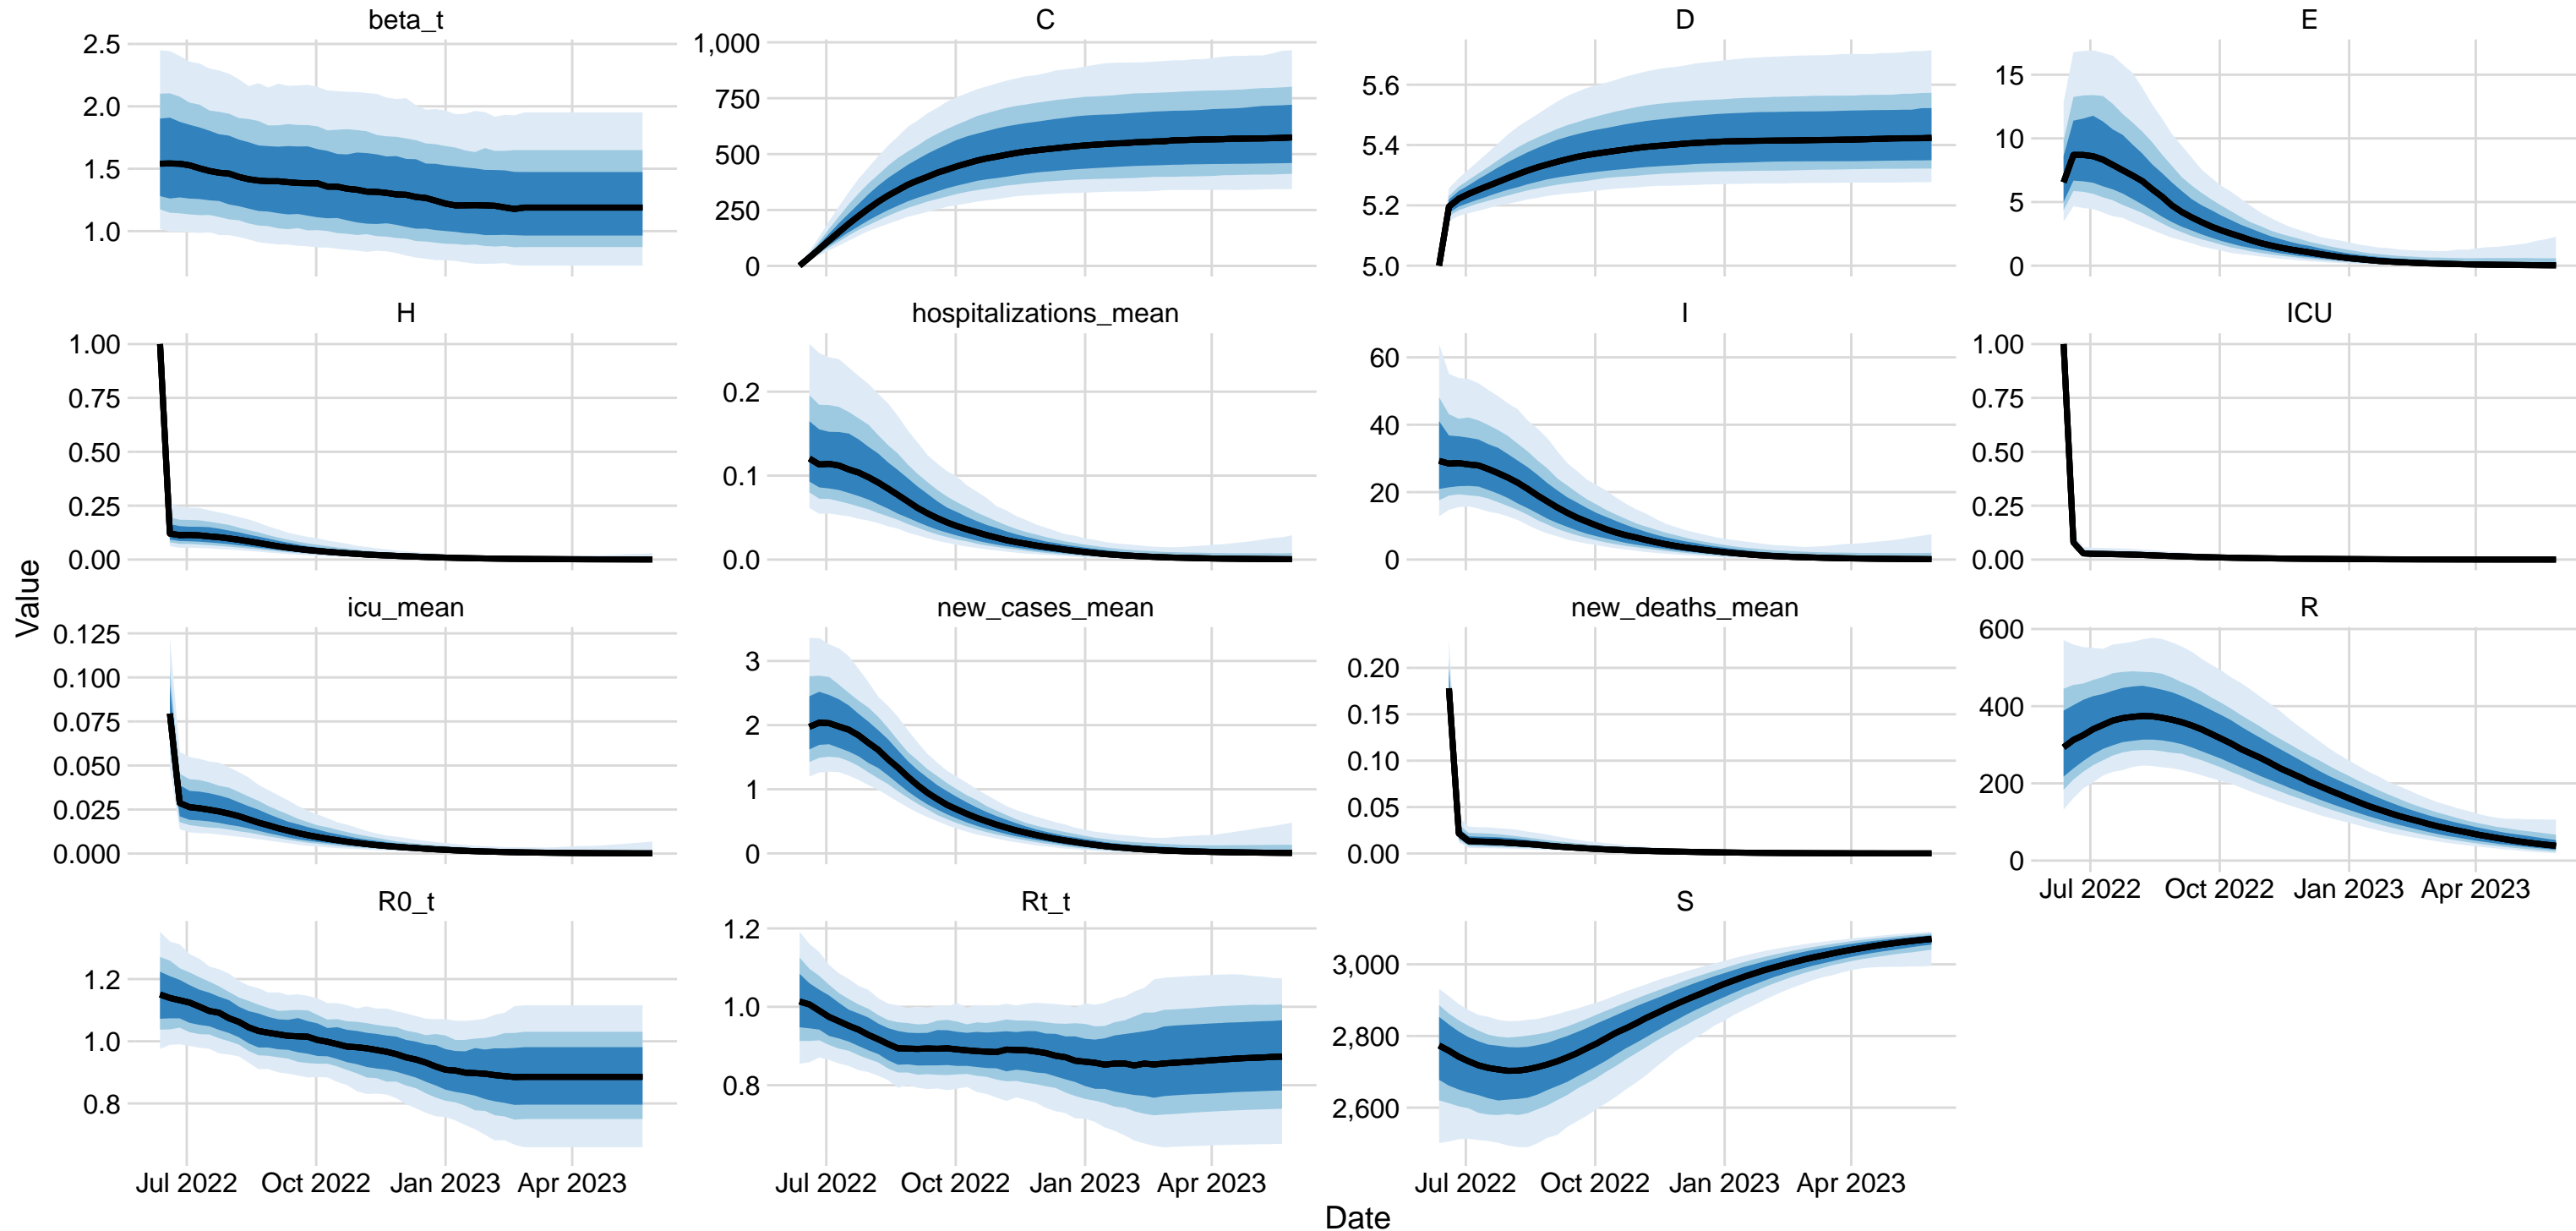 beta_t
C
D
E
2.5
2.0
1.5
1.0
1,000
750
500
250
0
5.6
5.4
5.2
5.0
15
10
5
0
H
hospitalizations_mean
I
ICU
1.00
0.75
0.50
0.25
0.00
0.2
0.1
0.0
60
40
20
0
1.00
0.75
0.50
0.25
0.00
Value
icu_mean
new_cases_mean
new_deaths_mean
R
0.125
0.100
0.075
0.050
0.025
0.000
3
2
1
0
0.20
0.15
0.10
0.05
0.00
600
400
200
0
Jul 2022 Oct 2022 Jan 2023 Apr 2023
R0_t
Rt_t
S
1.2
1.0
0.8
1.2
1.0
0.8
3,000
2,800
2,600
Jul 2022 Oct 2022 Jan 2023 Apr 2023
Jul 2022 Oct 2022 Jan 2023 Apr 2023
Jul 2022 Oct 2022 Jan 2023 Apr 2023
Date